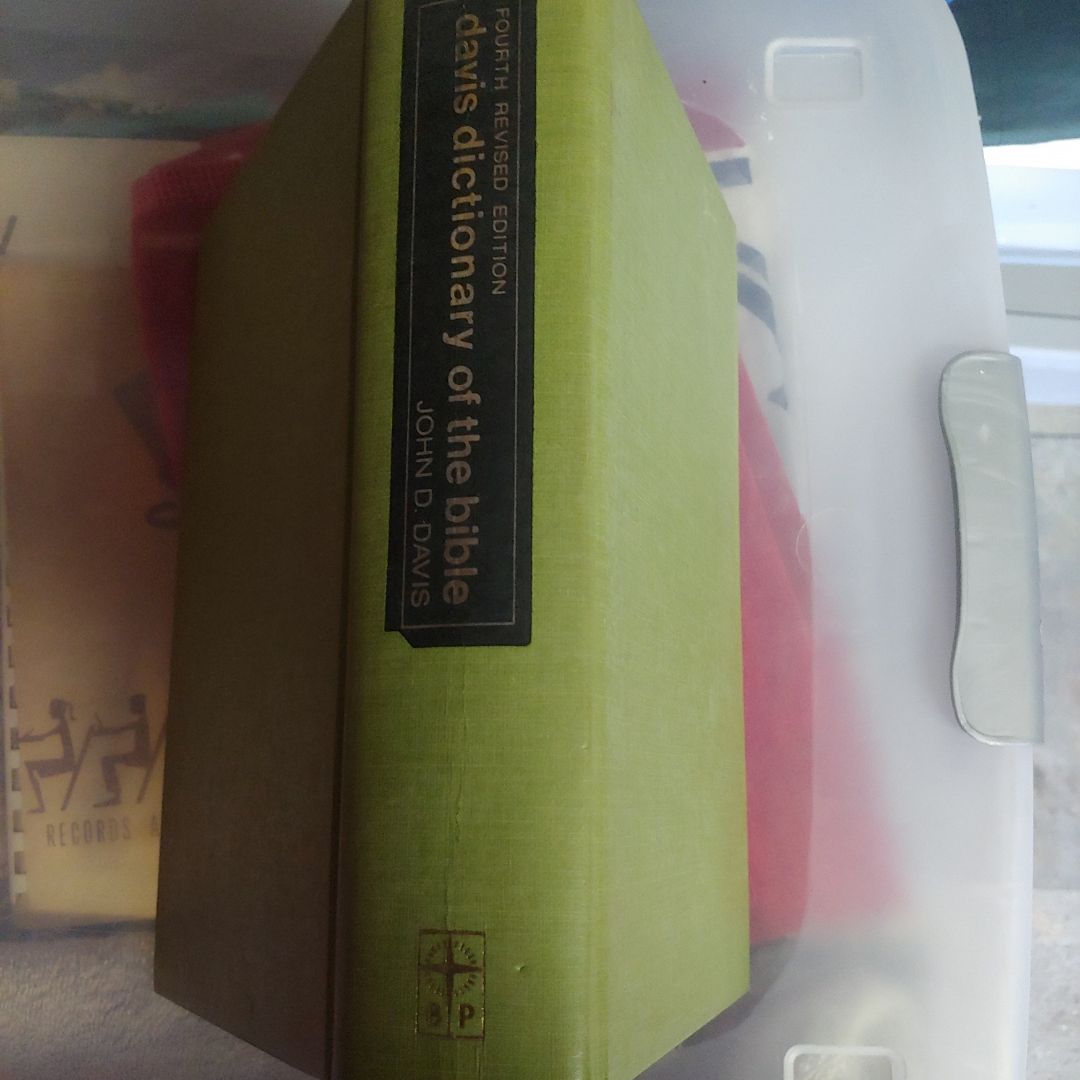 FOURTH REVISED EDITION
davis dictionary of the bible
JOHN D. DAVIS
B P
RECORDS